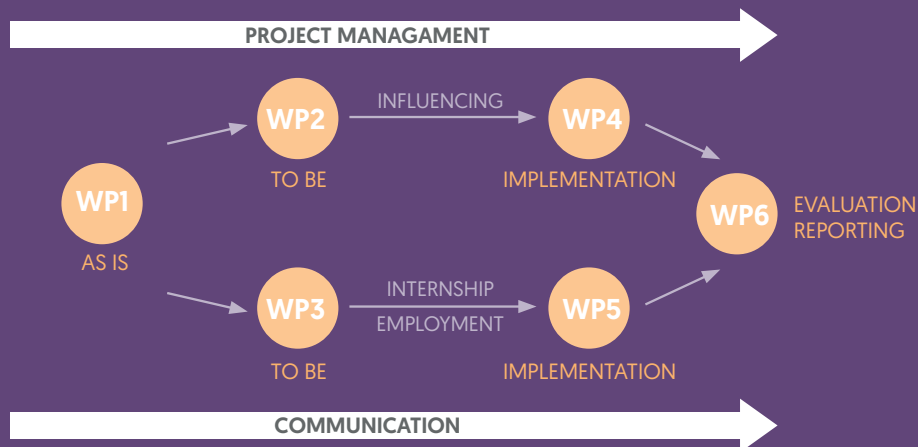 PROJECT MANAGAMENT
WP2
INFLUENCING
WP4
TO BE
IMPLEMENTATION
WP1
AS IS
WP6
EVALUATION
REPORTING
WP3
INTERNSHIP
EMPLOYMENT
WP5
TO BE
IMPLEMENTATION
COMMUNICATION